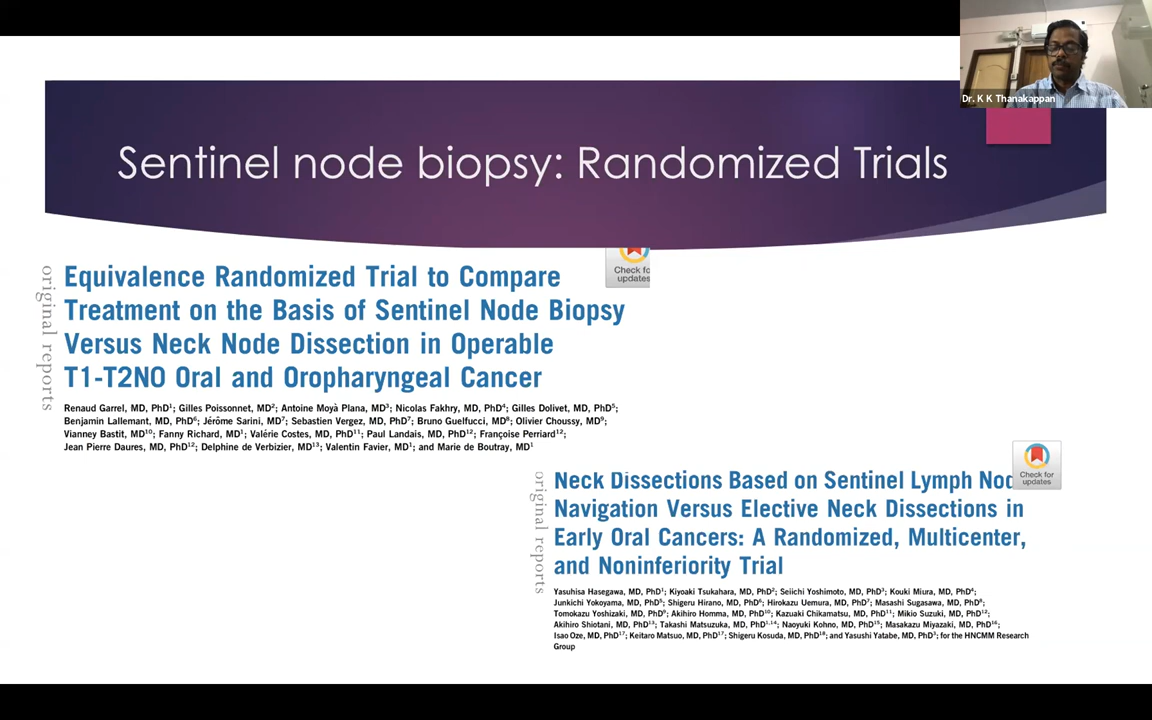 Dr. K K Thanakappan
Sentinel node biopsy: Randomized Trials
original reports
Equivalence Randomized Trial to Compare
Treatment on the Basis of Sentinel Node Biopsy
Versus Neck Node Dissection in Operable
T1-T2N0 Oral and Oropharyngeal Cancer
Check fo
updates
Renaud Garrel, MD, PhD1; Gilles Poissonnet, MD2; Antoine Moyà Plana, MD3; Nicolas Fakhry, MD, PhD4; Gilles Dolivet, MD, PhD5;
Benjamin Lallemant, MD, PhD6; Jérôme Sarini, MD7; Sebastien Vergez, MD, PhD7; Bruno Guelfucci, MD8; Olivier Choussy, MD9;
Vianney Bastit, MD10; Fanny Richard, MD1; Valérie Costes, MD, PhD11; Paul Landais, MD, PhD12; Françoise Perriard12;
Jean Pierre Daures, MD, PhD12; Delphine de Verbizier, MD13; Valentin Favier, MD1; and Marie de Boutray, MD1
original reports
Neck Dissections Based on Sentinel Lymph Nod
Navigation Versus Elective Neck Dissections in
Early Oral Cancers: A Randomized, Multicenter,
and Noninferiority Trial
Check for
updates
Yasuhisa Hasegawa, MD, PhD1; Kiyoaki Tsukahara, MD, PhD2; Seiichi Yoshimoto, MD, PhD3; Kouki Miura, MD, PhD4;
Junkichi Yokoyama, MD, PhD5; Shigeru Hirano, MD, PhD6; Hirokazu Uemura, MD, PhD7; Masashi Sugasawa, MD, PhD8;
Tomokazu Yoshizaki, MD, PhD9; Akihiro Homma, MD, PhD10; Kazuaki Chikamatsu, MD, PhD11; Mikio Suzuki, MD, PhD12;
Akihiro Shiotani, MD, PhD13; Takashi Matsuzuka, MD, PhD1,14; Naoyuki Kohno, MD, PhD15; Masakazu Miyazaki, MD, PhD16;
Isao Oze, MD, PhD17; Keitaro Matsuo, MD, PhD17; Shigeru Kosuda, MD, PhD18; and Yasushi Yatabe, MD, PhD3; for the HNCMM Research
Group